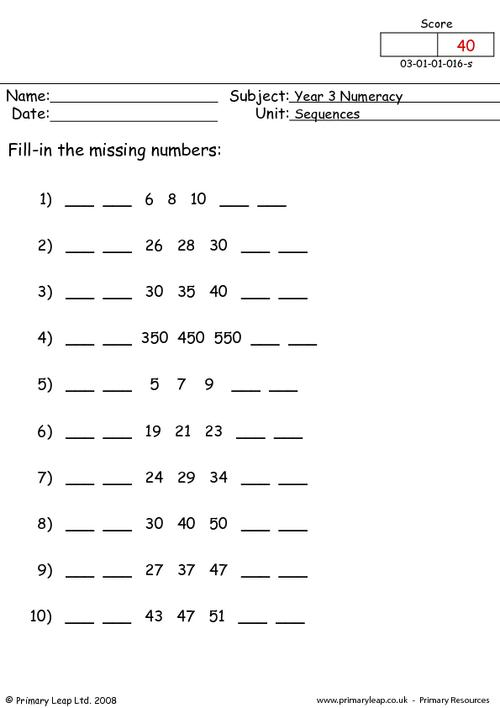 Score
40
03-01-01-016-s
Name: Subject: Year 3 Numeracy
Date: Unit: Sequences
Fill-in the missing numbers:
1) ___ ___ 6 8 10 ___ ___
2) ___ ___ 26 28 30 ___ ___
3) ___ ___ 30 35 40 ___ ___
4) ___ ___ 350 450 550 ___ ___
5) ___ ___ 5 7 9 ___ ___
6) ___ ___ 19 21 23 ___ ___
7) ___ ___ 24 29 34 ___ ___
8) ___ ___ 30 40 50 ___ ___
9) ___ ___ 27 37 47 ___ ___
10) ___ ___ 43 47 51 ___ ___
© Primary Leap Ltd. 2008 www.primaryleap.co.uk - Primary Resources